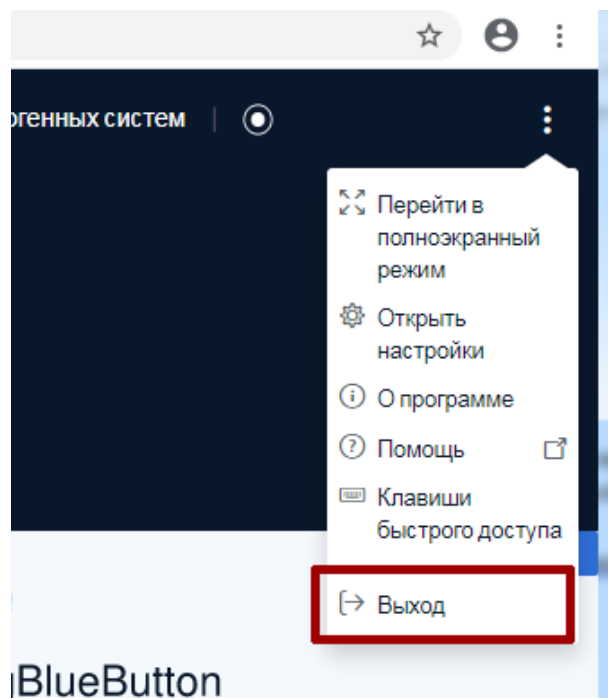 огенных систем
Перейти в
полноэкранный
режим
Открыть
настройки
О программе
Помощь
Клавиши
быстрого доступа
Выход
BlueButton